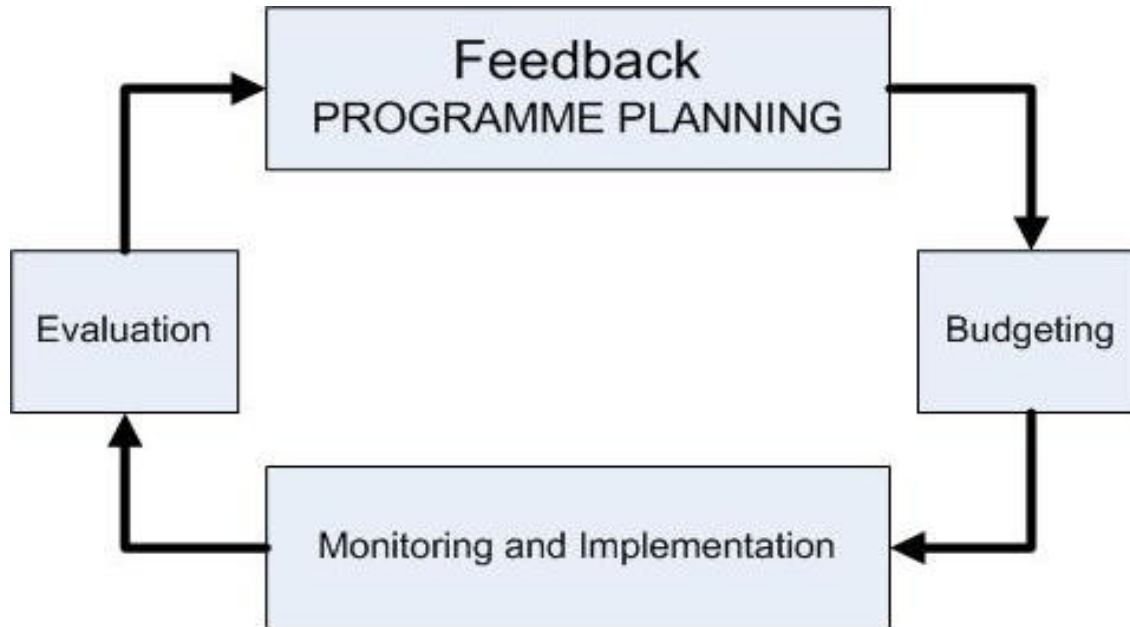 Feedback
PROGRAMME PLANNING
Evaluation
Budgeting
Monitoring and Implementation